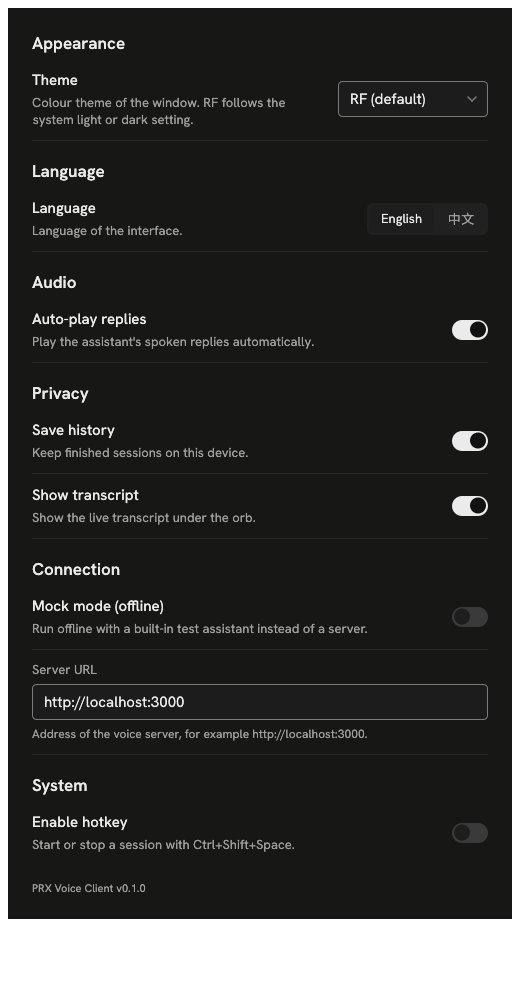 Appearance
Theme
Colour theme of the window. RF follows the
system light or dark setting.
RF (default)
Language
Language
Language of the interface.
English
中文
Audio
Auto-play replies
Play the assistant's spoken replies automatically.
Privacy
Save history
Keep finished sessions on this device.
Show transcript
Show the live transcript under the orb.
Connection
Mock mode (offline)
Run offline with a built-in test assistant instead of a server.
Server URL
http://localhost:3000
Address of the voice server, for example http://localhost:3000.
System
Enable hotkey
Start or stop a session with Ctrl+Shift+Space.
PRX Voice Client v0.1.0